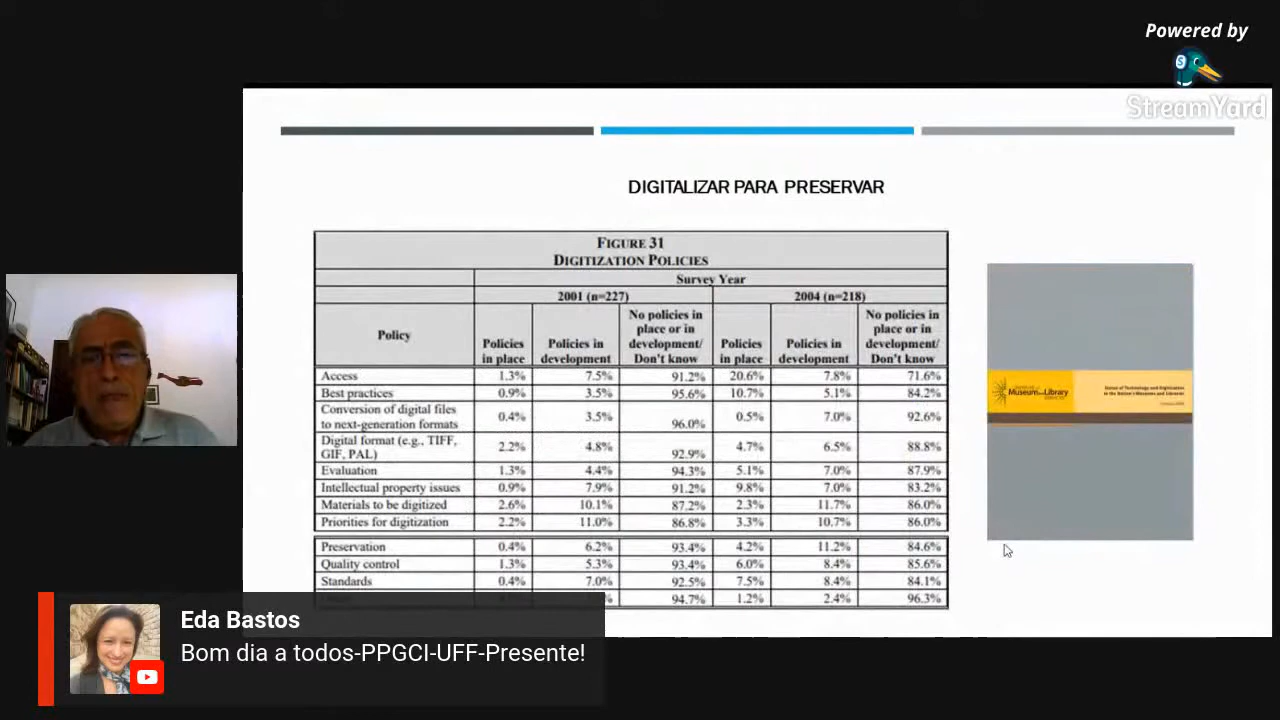 Powered by
StreamYard
DIGITALIZAR PARA PRESERVAR
FIGURE 31
DIGITIZATION POLICIES
Survey Year
2001 (n=227) 2004 (n=218)
Policy Policies in place Policies in development No policies in place or in development/ Don't know Policies in place Policies in development No policies in place or in development/ Don't know
Access 1.3% 7.5% 91.2% 20.6% 7.8% 71.6%
Best practices 0.9% 3.5% 95.6% 10.7% 5.1% 84.2%
Conversion of digital files
to next-generation formats 0.4% 3.5% 96.0% 0.5% 7.0% 92.6%
Digital format (e.g., TIFF,
GIF, PAL) 2.2% 4.8% 92.9% 4.7% 6.5% 88.8%
Evaluation 1.3% 4.4% 94.3% 5.1% 7.0% 87.9%
Intellectual property issues 0.9% 7.9% 91.2% 9.8% 7.0% 83.2%
Materials to be digitized 2.6% 10.1% 87.2% 2.3% 11.7% 86.0%
Priorities for digitization 2.2% 11.0% 86.8% 3.3% 10.7% 86.0%
Preservation 0.4% 6.2% 93.4% 4.2% 11.2% 84.6%
Quality control 1.3% 5.3% 93.4% 6.0% 8.4% 85.6%
Standards 0.4% 7.0% 92.5% 7.5% 8.4% 84.1%
94.7% 1.2% 2.4% 96.3%
Museum and Library
Status of Technology and Digitization
in the Nation's Museums and Libraries
Eda Bastos
Bom dia a todos-PPGCI-UFF-Presente!